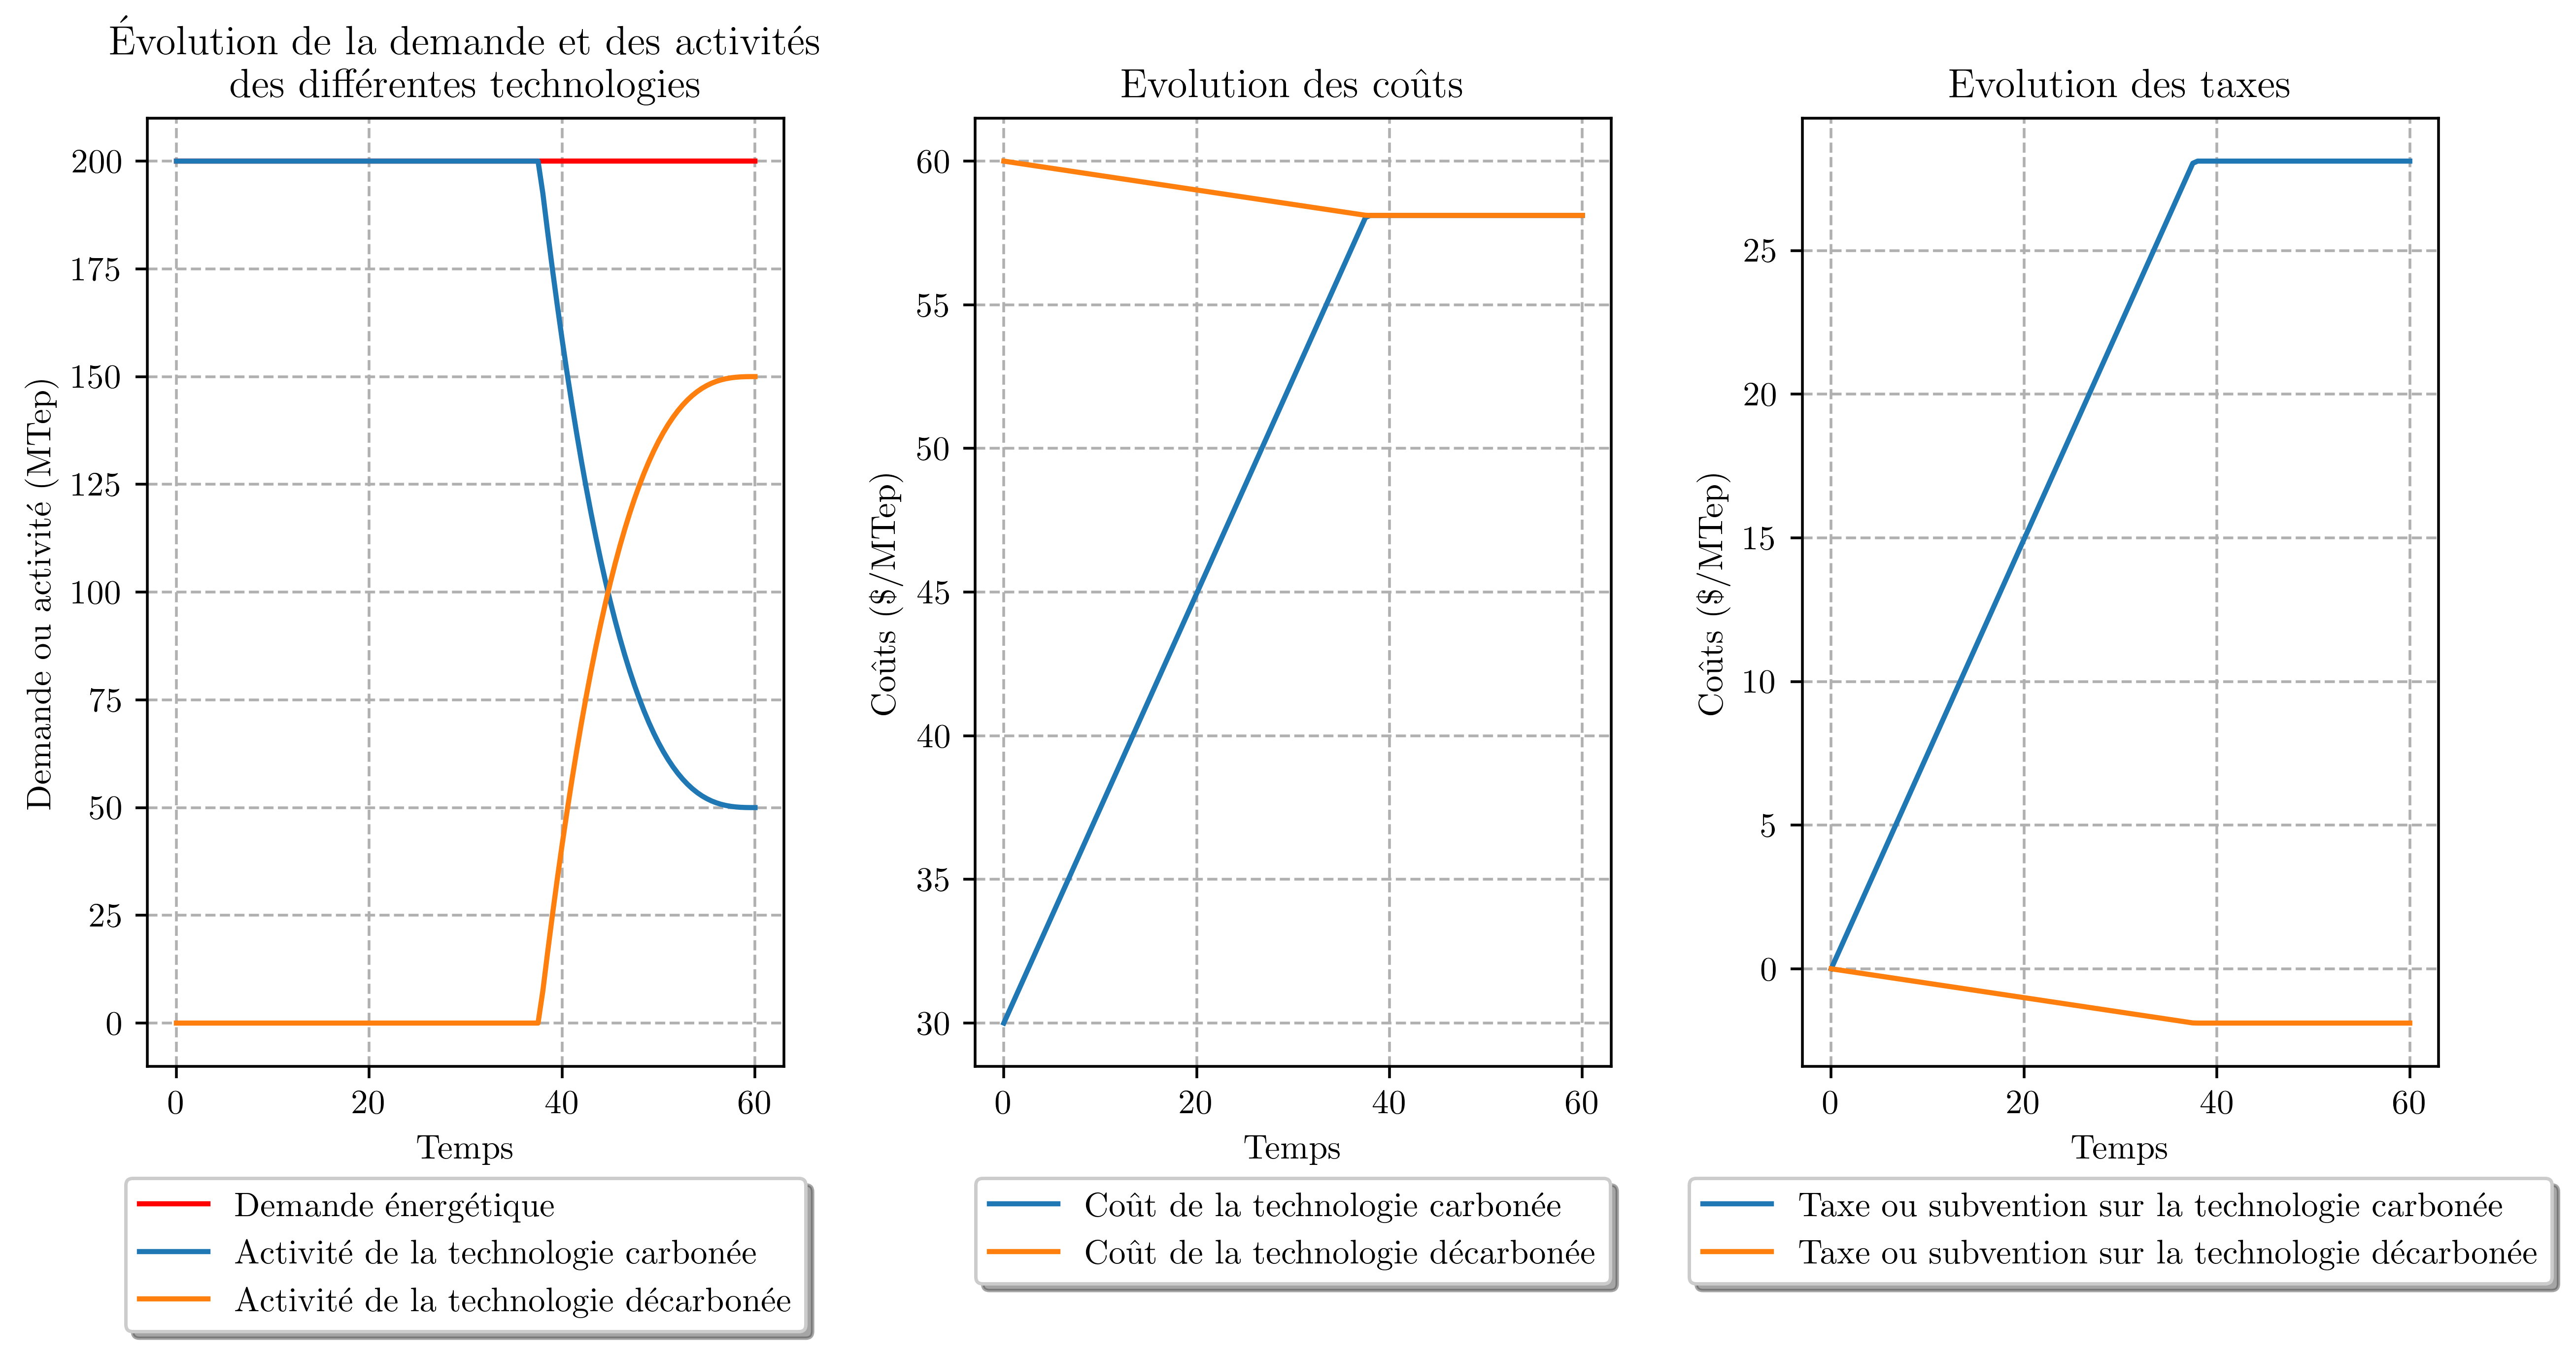 Évolution de la demande et des activités
des différentes technologies
Demande ou activité (MTep)
200
175
150
125
100
75
50
25
0
0 20 40 60
Temps
Demande énergétique
Activité de la technologie carbonée
Activité de la technologie décarbonée
Evolution des coûts
Coûts ($/MTep)
60
55
50
45
40
35
30
0 20 40 60
Temps
Coût de la technologie carbonée
Coût de la technologie décarbonée
Evolution des taxes
Coûts ($/MTep)
25
20
15
10
5
0
0 20 40 60
Temps
Taxe ou subvention sur la technologie carbonée
Taxe ou subvention sur la technologie décarbonée